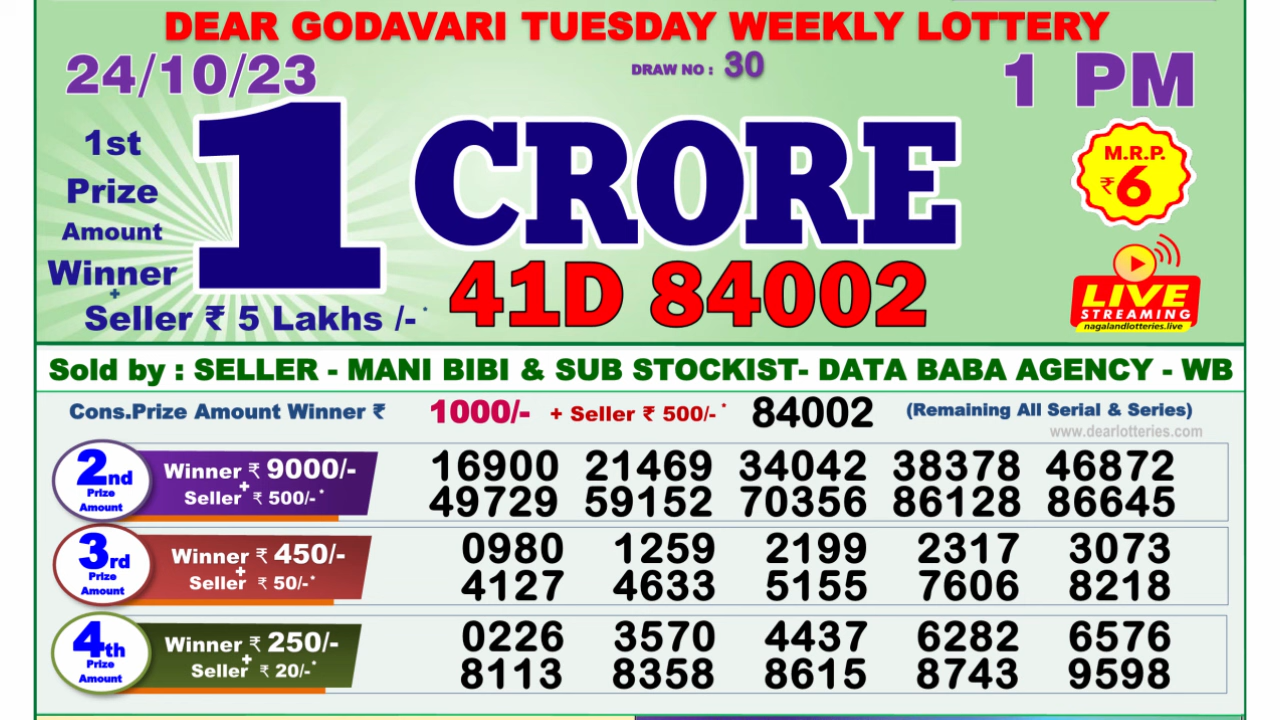 DEAR GODAVARI TUESDAY WEEKLY LOTTERY
24/10/23
DRAW NO : 30
1 PM
1st
Prize
Amount
Winner
+
Seller ₹ 5 Lakhs /-*
1 CRORE
41D 84002
M.R.P.
₹6
LIVE
STREAMING
nagalandlotteries.live
Sold by : SELLER - MANI BIBI & SUB STOCKIST- DATA BABA AGENCY - WB
Cons.Prize Amount Winner ₹ 1000/- + Seller ₹ 500/-* 84002 (Remaining All Serial & Series)
www.dearlotteries.com
2nd
Prize
Amount
Winner ₹ 9000/-
+
Seller ₹ 500/-*
16900 21469 34042 38378 46872
49729 59152 70356 86128 86645
3rd
Prize
Amount
Winner ₹ 450/-
+
Seller ₹ 50/-*
0980 1259 2199 2317 3073
4127 4633 5155 7606 8218
4th
Prize
Amount
Winner ₹ 250/-
+
Seller ₹ 20/-*
0226 3570 4437 6282 6576
8113 8358 8615 8743 9598